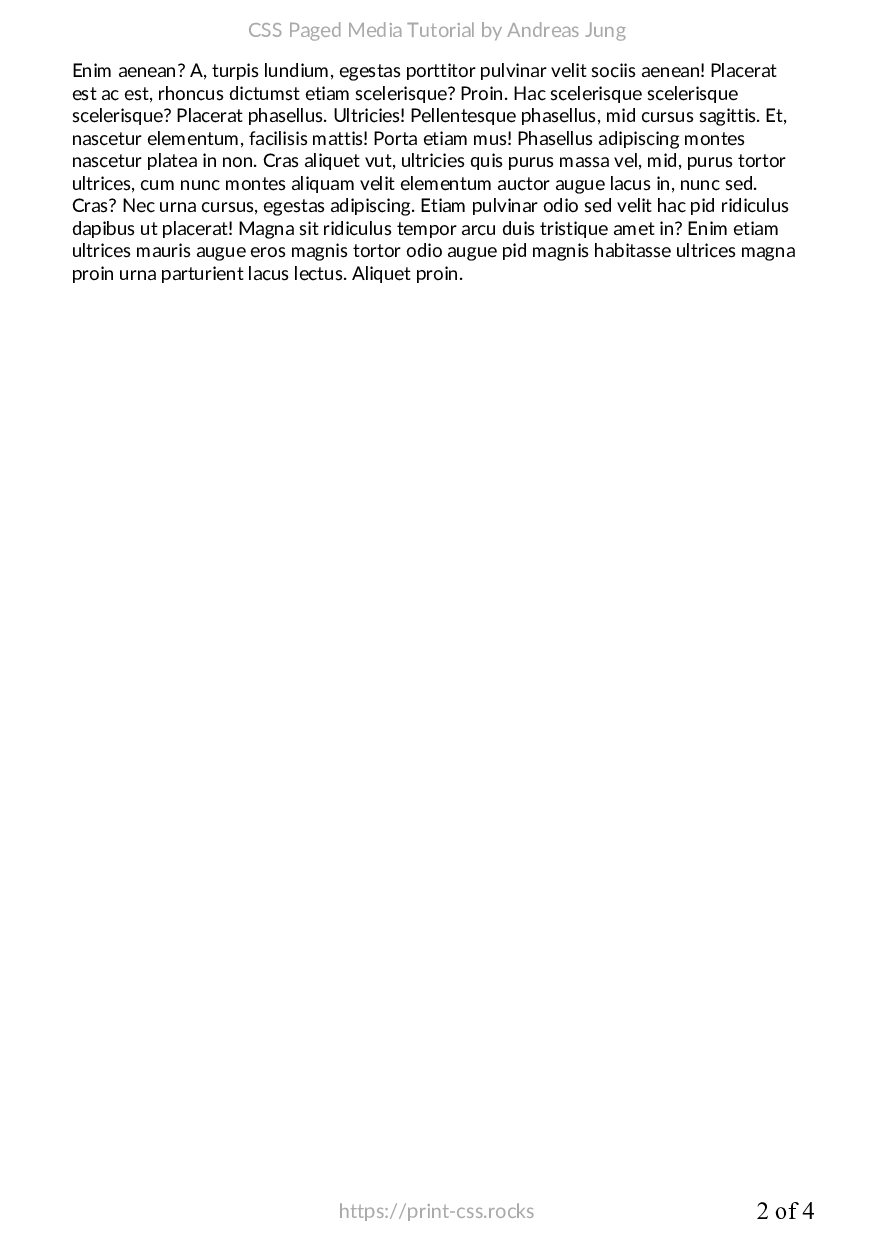 CSS Paged Media Tutorial by Andreas Jung
Enim aenean? A, turpis lundium, egestas porttitor pulvinar velit sociis aenean! Placerat
est ac est, rhoncus dictumst etiam scelerisque? Proin. Hac scelerisque scelerisque
scelerisque? Placerat phasellus. Ultricies! Pellentesque phasellus, mid cursus sagittis. Et,
nascetur elementum, facilisis mattis! Porta etiam mus! Phasellus adipiscing montes
nascetur platea in non. Cras aliquet vut, ultricies quis purus massa vel, mid, purus tortor
ultrices, cum nunc montes aliquam velit elementum auctor augue lacus in, nunc sed.
Cras? Nec urna cursus, egestas adipiscing. Etiam pulvinar odio sed velit hac pid ridiculus
dapibus ut placerat! Magna sit ridiculus tempor arcu duis tristique amet in? Enim etiam
ultrices mauris augue eros magnis tortor odio augue pid magnis habitasse ultrices magna
proin urna parturient lacus lectus. Aliquet proin.
https://print-css.rocks
2 of 4